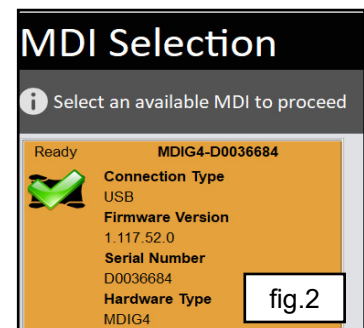 MDI Selection
i Select an available MDI to proceed
Ready MDIG4-D0036684
Connection Type
USB
Firmware Version
1.117.52.0
Serial Number
D0036684
Hardware Type
MDIG4
fig.2